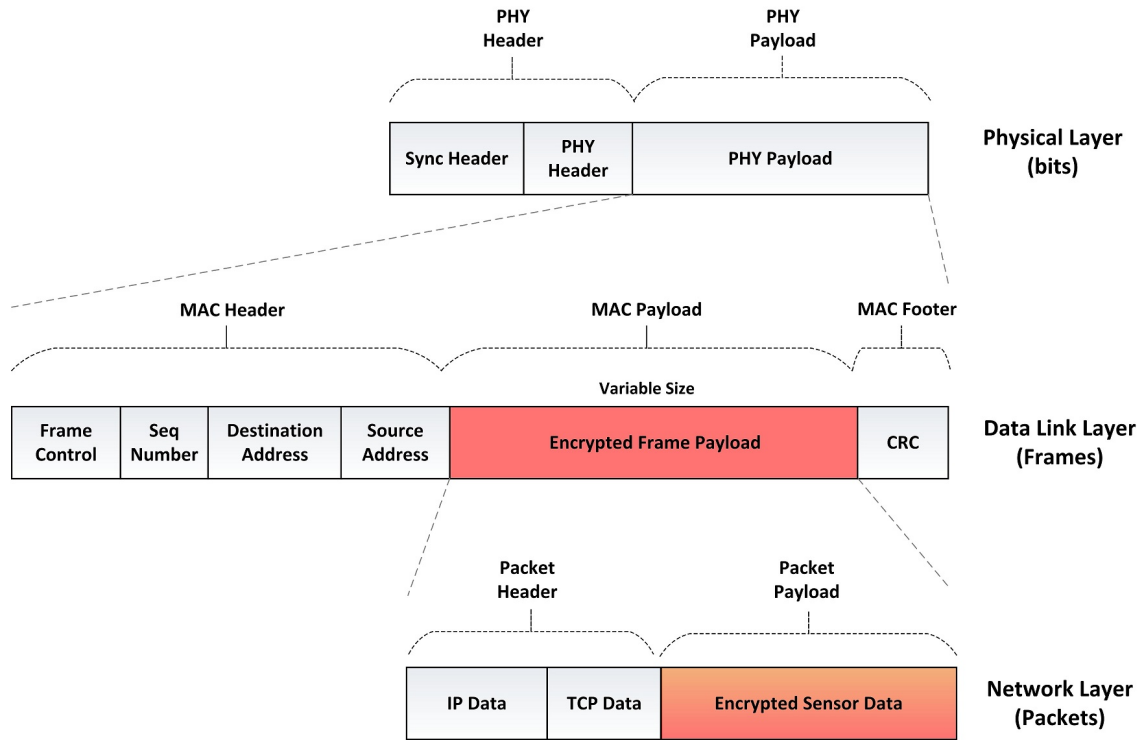 PHY
Header
PHY
Payload
Sync Header
PHY
Header
PHY Payload
Physical Layer
(bits)
MAC Header
MAC Payload
MAC Footer
Variable Size
Frame
Control
Seq
Number
Destination
Address
Source
Address
Encrypted Frame Payload
CRC
Data Link Layer
(Frames)
Packet
Header
Packet
Payload
IP Data
TCP Data
Encrypted Sensor Data
Network Layer
(Packets)